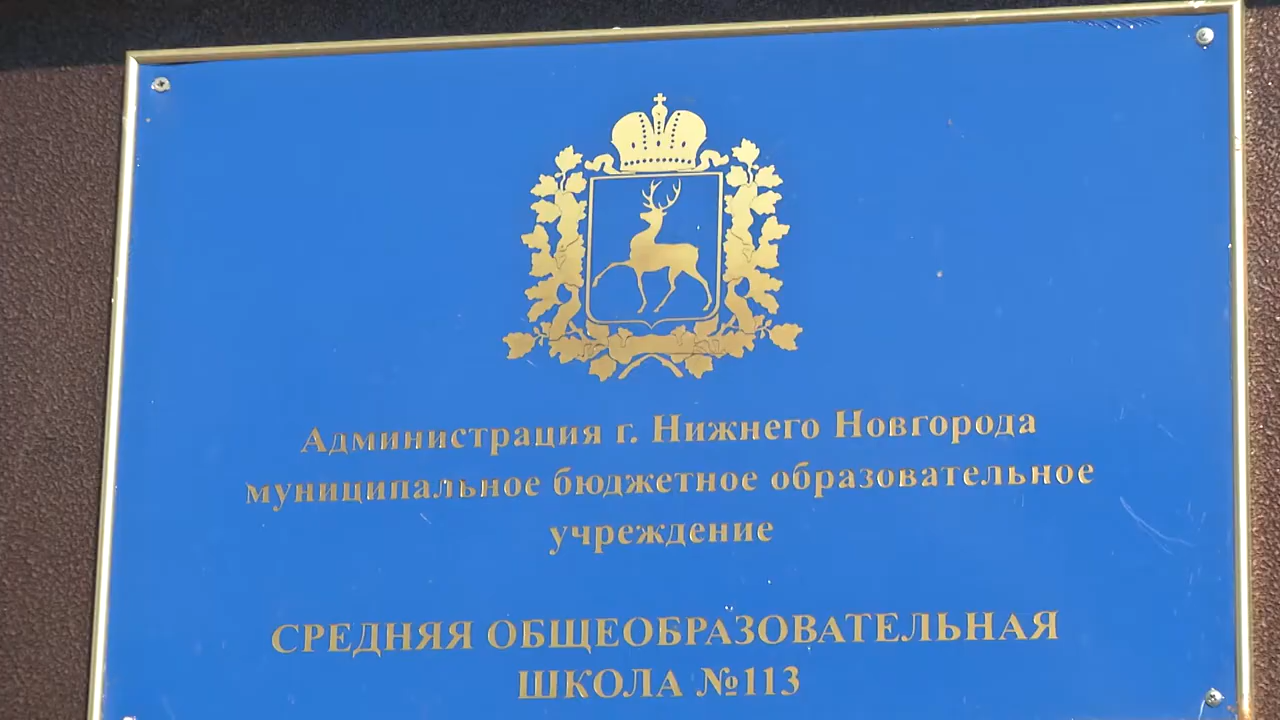 Администрация г. Нижнего Новгорода
муниципальное бюджетное образовательное
учреждение
СРЕДНЯЯ ОБЩЕОБРАЗОВАТЕЛЬНАЯ
ШКОЛА №113